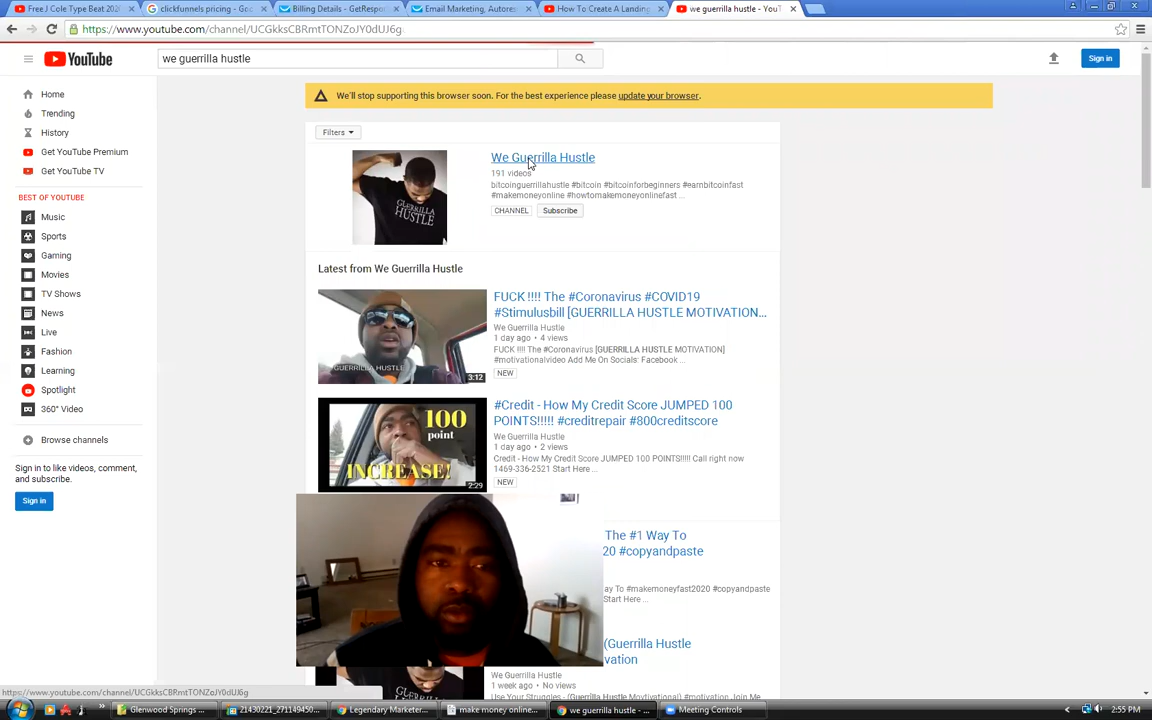 Free J Cole Type Beat 202
clickfunnels pricing - Goo
Billing Details - GetRespon
Email Marketing, Autores
How To Create A Landing
we guerrilla hustle - YouT
https://www.youtube.com/channel/UCGkksCBRmtTONZoJY0dUJ6g
YouTube
we guerrilla hustle
Sign in
We'll stop supporting this browser soon. For the best experience please update your browser.
Home
Trending
History
Get YouTube Premium
Get YouTube TV
BEST OF YOUTUBE
Music
Sports
Gaming
Movies
TV Shows
News
Live
Fashion
Learning
Spotlight
360° Video
Browse channels
Sign in to like videos, comment,
and subscribe.
Sign in
Filters
GUERRILLA
HUSTLE
We Guerrilla Hustle
191 videos
bitcoinguerrillahustle #bitcoin #bitcoinforbeginners #earnbitcoinfast
#makemoneyonline #howtomakemoneyonlinefast ...
CHANNEL
Subscribe
Latest from We Guerrilla Hustle
GUERRILLA HUSTLE
3:12
FUCK !!!! The #Coronavirus #COVID19
#Stimulusbill [GUERRILLA HUSTLE MOTIVATION...
We Guerrilla Hustle
1 day ago • 4 views
FUCK !!!! The #Coronavirus [GUERRILLA HUSTLE MOTIVATION]
#motivationalvideo Add Me On Socials: Facebook ...
NEW
100
point
INCREASE!
2:29
#Credit - How My Credit Score JUMPED 100
POINTS!!!!! #creditrepair #800creditscore
We Guerrilla Hustle
1 day ago • 2 views
Credit - How My Credit Score JUMPED 100 POINTS!!!!! Call right now
1469-336-2521 Start Here ...
NEW
The #1 Way To
20 #copyandpaste
ay To #makemoneyfast2020 #copyandpaste
Start Here ...
(Guerrilla Hustle
vation
We Guerrilla Hustle
1 week ago • No views
Use Your Struggles - (Guerrilla Hustle Movtivational) #motivation Join Me
https://www.youtube.com/channel/UCGkksCBRmtTONZoJY0dUJ6g
Glenwood Springs ...
21430221_271149450...
Legendary Marketer...
make money online...
we guerrilla hustle - ...
Meeting Controls
2:55 PM